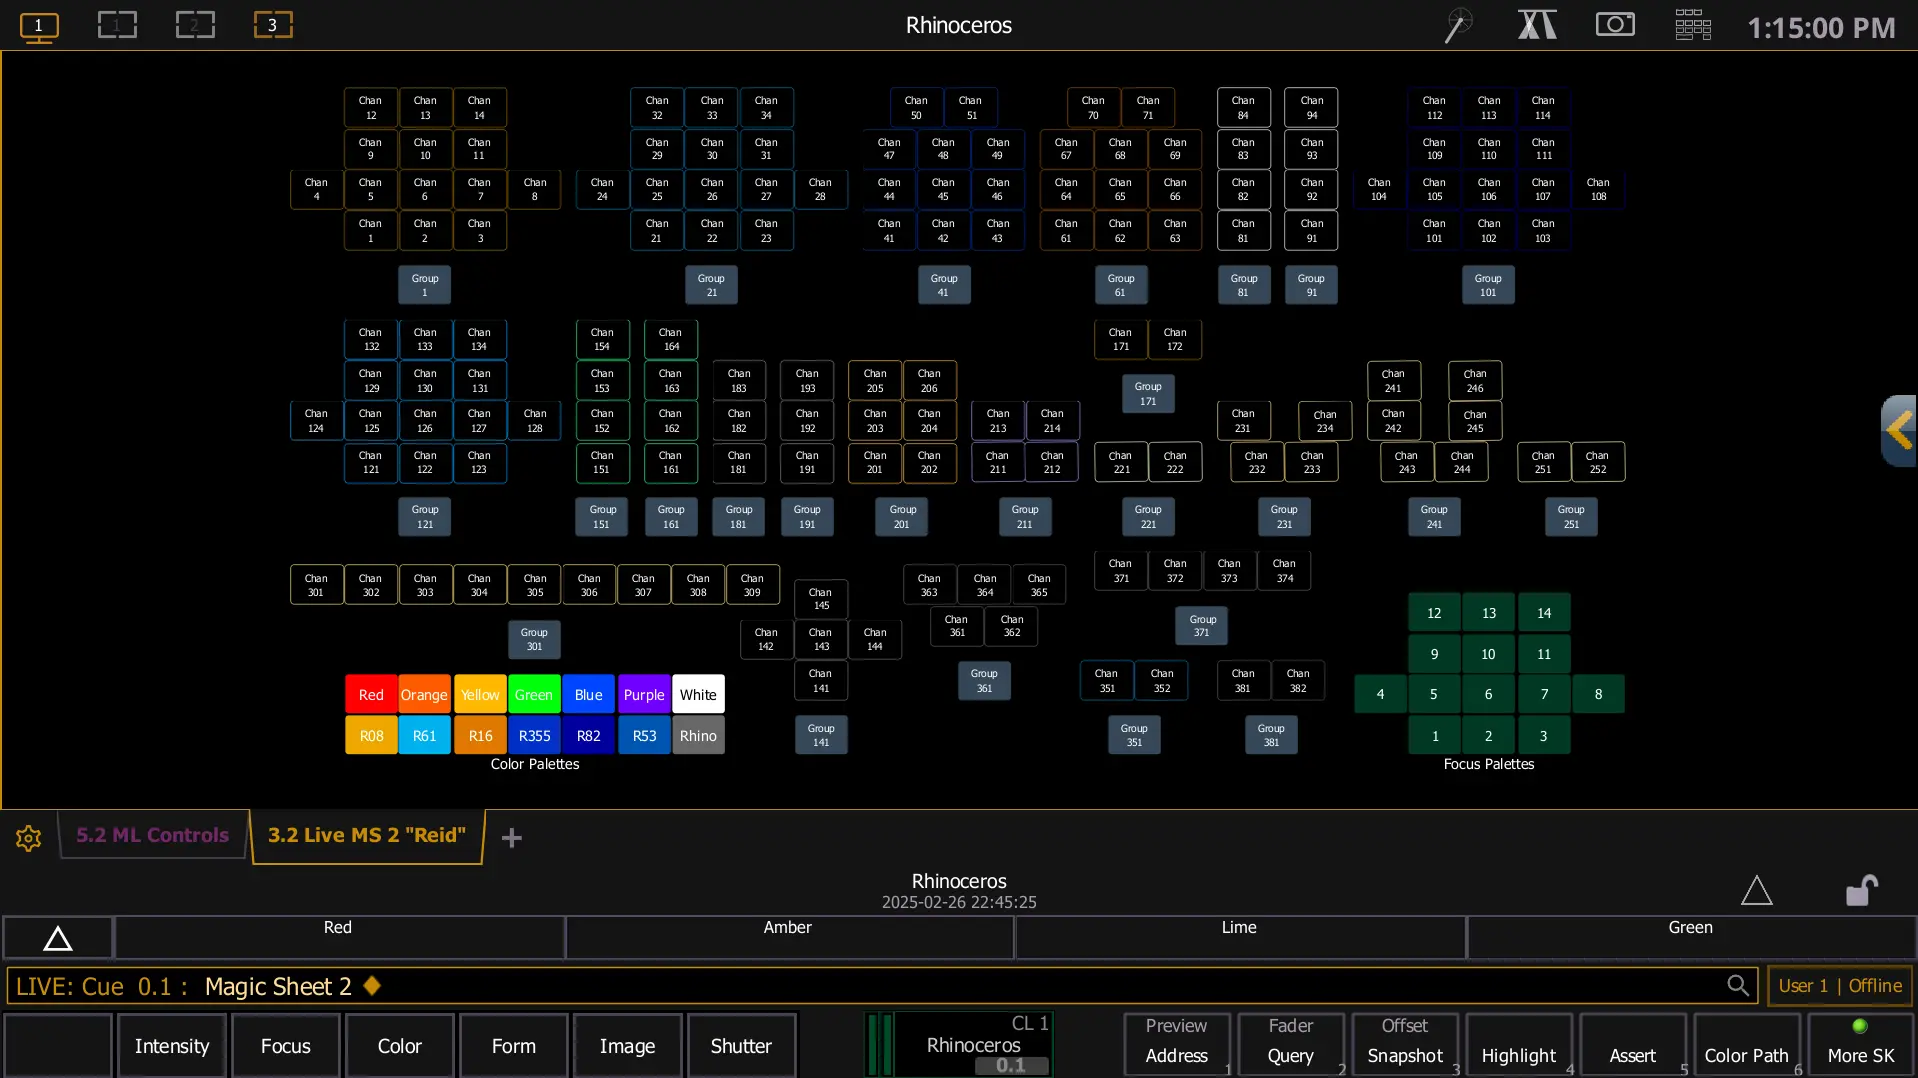 1 1 2 3 Rhinoceros 1:15:00 PM
Chan 12 Chan 13 Chan 14 Chan 32 Chan 33 Chan 34 Chan 50 Chan 51 Chan 70 Chan 71 Chan 84 Chan 94 Chan 112 Chan 113 Chan 114
Chan 9 Chan 10 Chan 11 Chan 29 Chan 30 Chan 31 Chan 47 Chan 48 Chan 49 Chan 67 Chan 68 Chan 69 Chan 83 Chan 93 Chan 109 Chan 110 Chan 111
Chan 4 Chan 5 Chan 6 Chan 7 Chan 8 Chan 24 Chan 25 Chan 26 Chan 27 Chan 28 Chan 44 Chan 45 Chan 46 Chan 64 Chan 65 Chan 66 Chan 82 Chan 92 Chan 104 Chan 105 Chan 106 Chan 107 Chan 108
Chan 1 Chan 2 Chan 3 Chan 21 Chan 22 Chan 23 Chan 41 Chan 42 Chan 43 Chan 61 Chan 62 Chan 63 Chan 81 Chan 91 Chan 101 Chan 102 Chan 103
Group 1 Group 21 Group 41 Group 61 Group 81 Group 91 Group 101
Chan 132 Chan 133 Chan 134 Chan 154 Chan 164 Chan 171 Chan 172
Chan 129 Chan 130 Chan 131 Chan 153 Chan 163 Chan 183 Chan 193 Chan 205 Chan 206 Group 171 Chan 241 Chan 246
Chan 124 Chan 125 Chan 126 Chan 127 Chan 128 Chan 152 Chan 162 Chan 182 Chan 192 Chan 203 Chan 204 Chan 213 Chan 214 Chan 231 Chan 234 Chan 242 Chan 245
Chan 121 Chan 122 Chan 123 Chan 151 Chan 161 Chan 181 Chan 191 Chan 201 Chan 202 Chan 211 Chan 212 Chan 221 Chan 222 Chan 232 Chan 233 Chan 243 Chan 244 Chan 251 Chan 252
Group 121 Group 151 Group 161 Group 181 Group 191 Group 201 Group 211 Group 221 Group 231 Group 241 Group 251
Chan 301 Chan 302 Chan 303 Chan 304 Chan 305 Chan 306 Chan 307 Chan 308 Chan 309 Chan 145 Chan 363 Chan 364 Chan 365 Chan 371 Chan 372 Chan 373 Chan 374
Group 301 Chan 142 Chan 143 Chan 144 Chan 361 Chan 362 Group 371
Chan 141 Group 361 Chan 351 Chan 352 Chan 381 Chan 382
Group 141 Group 351 Group 381
Red Orange Yellow Green Blue Purple White
R08 R61 R16 R355 R82 R53 Rhino
Color Palettes
12 13 14
9 10 11
4 5 6 7 8
1 2 3
Focus Palettes
5.2 ML Controls 3.2 Live MS 2 "Reid" +
Rhinoceros
2025-02-26 22:45:25
Red Amber Lime Green
LIVE: Cue 0.1 : Magic Sheet 2 User 1 | Offline
Intensity Focus Color Form Image Shutter
CL 1
Rhinoceros
0.1
Preview Address 1 Fader Query 2 Offset Snapshot 3 Highlight 4 Assert 5 Color Path 6 More SK